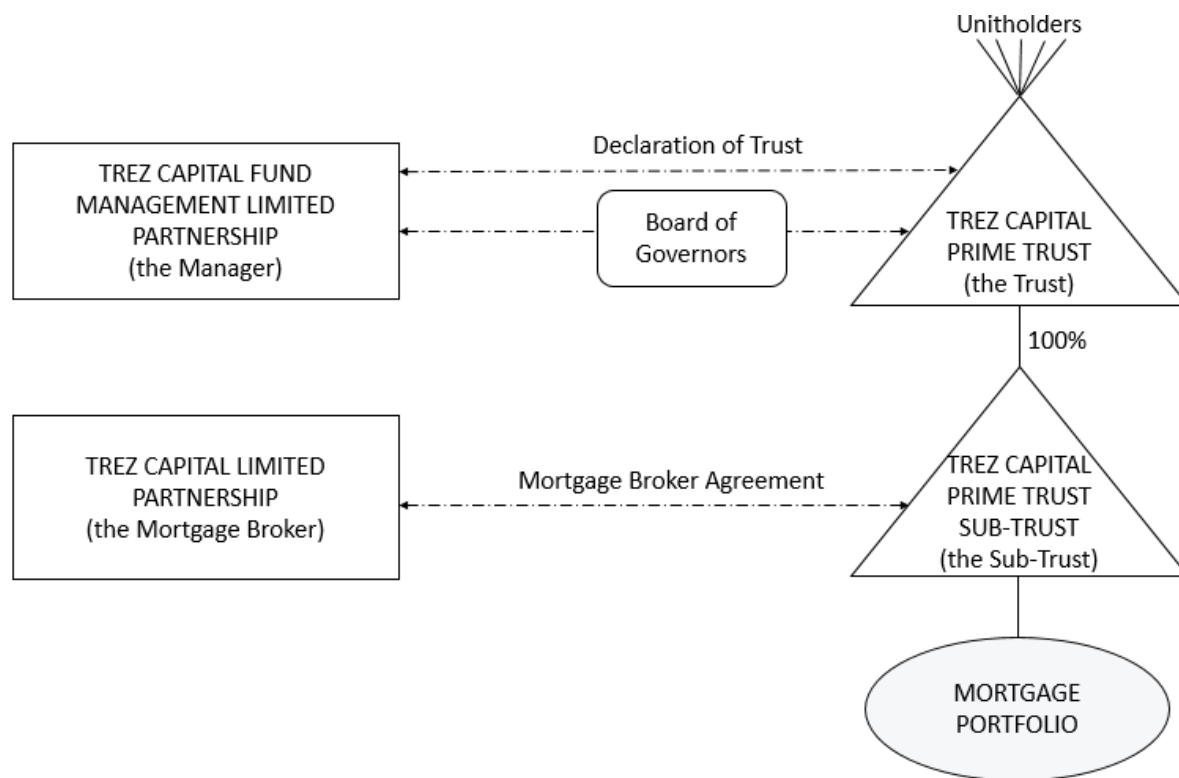 Unitholders
Declaration of Trust
TREZ CAPITAL FUND
MANAGEMENT LIMITED
PARTNERSHIP
(the Manager)
Board of
Governors
TREZ CAPITAL
PRIME TRUST
(the Trust)
100%
TREZ CAPITAL LIMITED
PARTNERSHIP
(the Mortgage Broker)
Mortgage Broker Agreement
TREZ CAPITAL
PRIME TRUST
SUB-TRUST
(the Sub-Trust)
MORTGAGE
PORTFOLIO